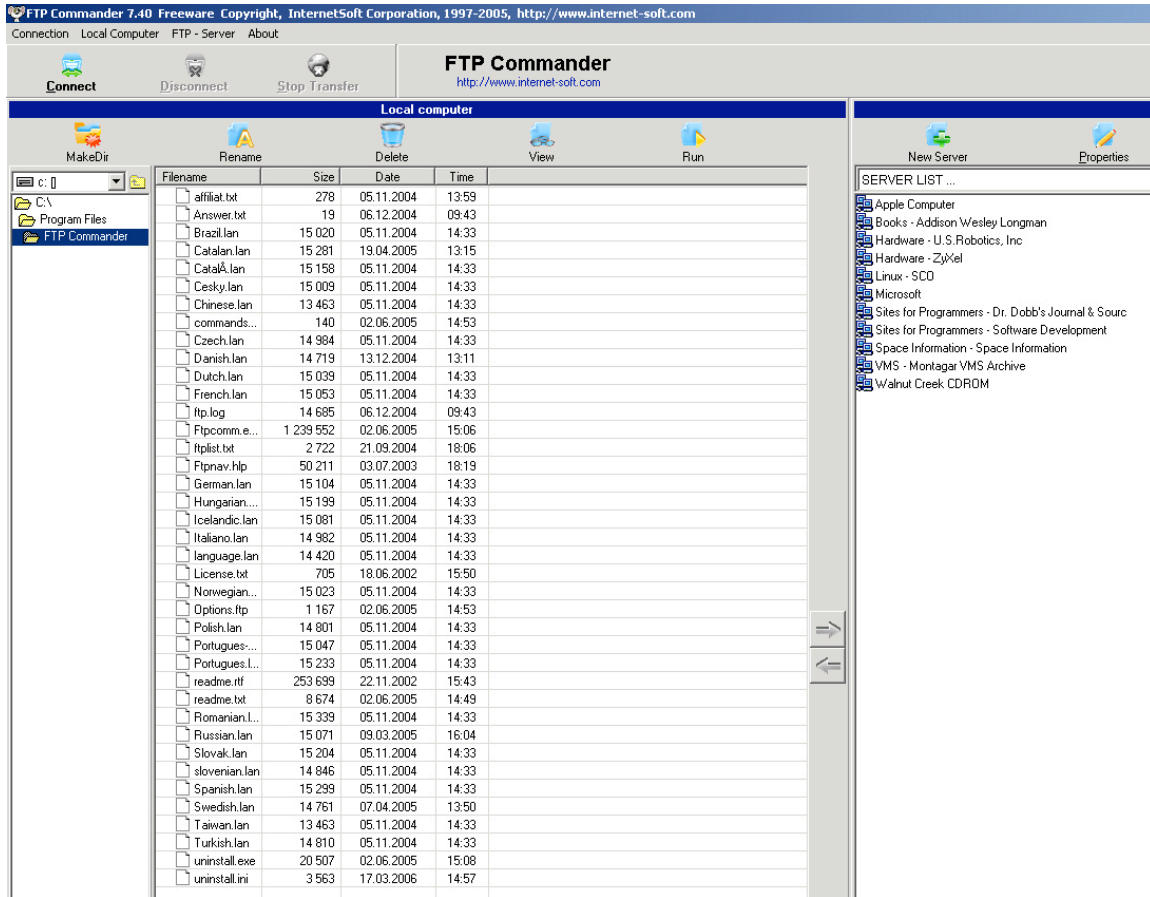 FTP Commander 7.40 Freeware Copyright, InternetSoft Corporation, 1997-2005, http://www.internet-soft.com
Connection Local Computer FTP - Server About
Connect Disconnect Stop Transfer
FTP Commander
http://www.internet-soft.com
Local computer
MakeDir Rename Delete View Run
c: []
C:\
Program Files
FTP Commander
Filename Size Date Time
affiliat.txt 278 05.11.2004 13:59
Answer.txt 19 06.12.2004 09:43
Brazil.lan 15 020 05.11.2004 14:33
Catalan.lan 15 281 19.04.2005 13:15
CatalÅ.lan 15 158 05.11.2004 14:33
Cesky.lan 15 009 05.11.2004 14:33
Chinese.lan 13 463 05.11.2004 14:33
commands... 140 02.06.2005 14:53
Czech.lan 14 984 05.11.2004 14:33
Danish.lan 14 719 13.12.2004 13:11
Dutch.lan 15 039 05.11.2004 14:33
French.lan 15 053 05.11.2004 14:33
ftp.log 14 685 06.12.2004 09:43
Ftpcomm.e... 1 239 552 02.06.2005 15:06
ftplist.txt 2 722 21.09.2004 18:06
Ftpnav.hlp 50 211 03.07.2003 18:19
German.lan 15 104 05.11.2004 14:33
Hungarian.... 15 199 05.11.2004 14:33
Icelandic.lan 15 081 05.11.2004 14:33
Italiano.lan 14 982 05.11.2004 14:33
language.lan 14 420 05.11.2004 14:33
License.txt 705 18.06.2002 15:50
Norwegian... 15 023 05.11.2004 14:33
Options.ftp 1 167 02.06.2005 14:53
Polish.lan 14 801 05.11.2004 14:33
Portugues-... 15 047 05.11.2004 14:33
Portugues.l... 15 233 05.11.2004 14:33
readme.rtf 253 699 22.11.2002 15:43
readme.txt 8 674 02.06.2005 14:49
Romanian.l... 15 339 05.11.2004 14:33
Russian.lan 15 071 09.03.2005 16:04
Slovak.lan 15 204 05.11.2004 14:33
slovenian.lan 14 846 05.11.2004 14:33
Spanish.lan 15 299 05.11.2004 14:33
Swedish.lan 14 761 07.04.2005 13:50
Taiwan.lan 13 463 05.11.2004 14:33
Turkish.lan 14 810 05.11.2004 14:33
uninstall.exe 20 507 02.06.2005 15:08
uninstall.ini 3 563 17.03.2006 14:57
New Server Properties
SERVER LIST ...
Apple Computer
Books - Addison Wesley Longman
Hardware - U.S.Robotics, Inc
Hardware - ZyXel
Linux - SCO
Microsoft
Sites for Programmers - Dr. Dobb's Journal & Sourc
Sites for Programmers - Software Development
Space Information - Space Information
VMS - Montagar VMS Archive
Walnut Creek CDROM